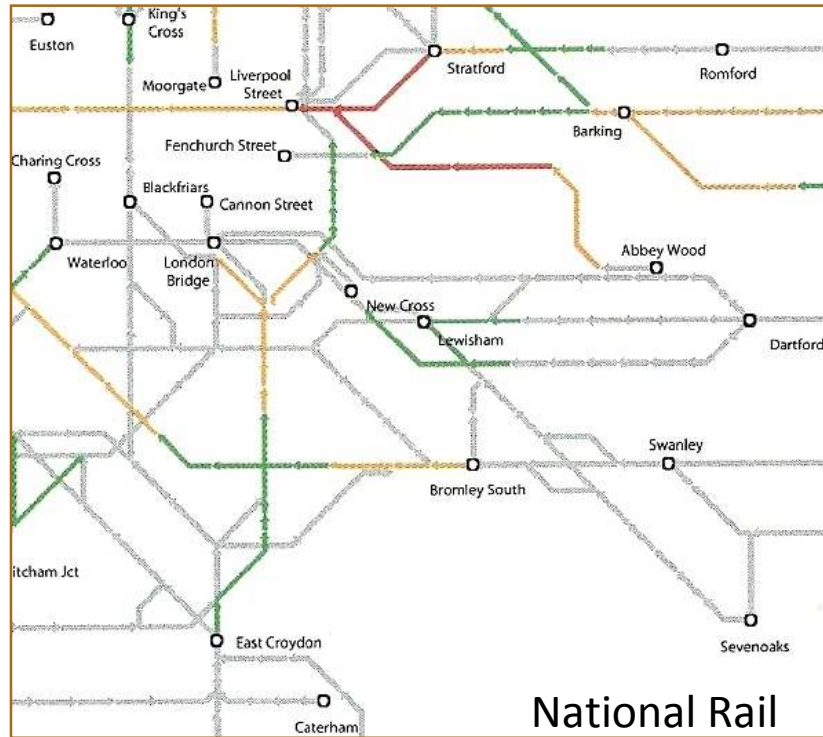 King's
Cross
Euston
Moorgate
Liverpool
Street
Stratford
Romford
Fenchurch Street
Barking
Charing Cross
Blackfriars
Cannon Street
Waterloo
London
Bridge
Abbey Wood
New Cross
Lewisham
Dartford
Swanley
Bromley South
itcham Jct
East Croydon
Sevenoaks
Caterham
National Rail